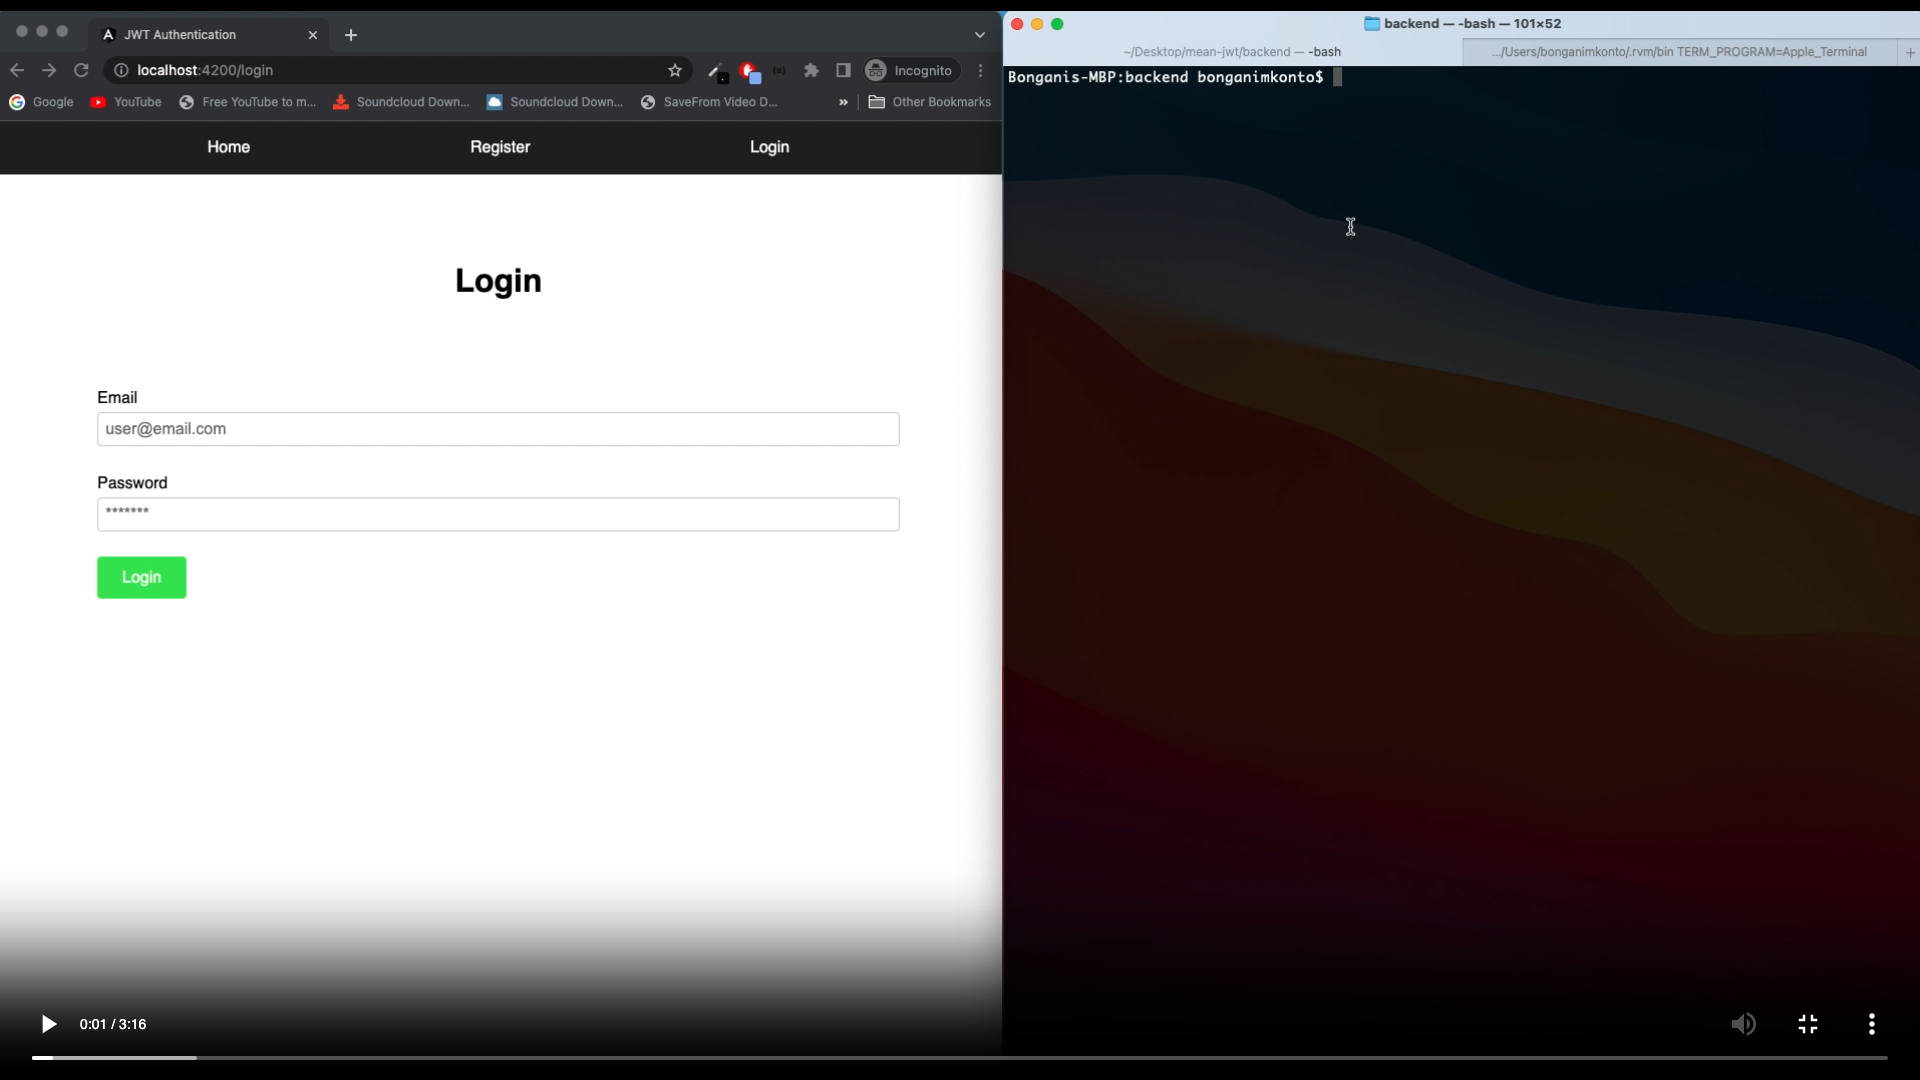 JWT Authentication
localhost:4200/login
Incognito
Google
YouTube
Free YouTube to m...
Soundcloud Down...
Soundcloud Down...
SaveFrom Video D...
»
Other Bookmarks
Home
Register
Login
Login
Email
user@email.com
Password
*******
Login
backend — -bash — 101×52
~/Desktop/mean-jwt/backend — -bash
.../Users/bonganimkonto/.rvm/bin TERM_PROGRAM=Apple_Terminal
Bonganis-MBP:backend bonganimkonto$
0:01 / 3:16